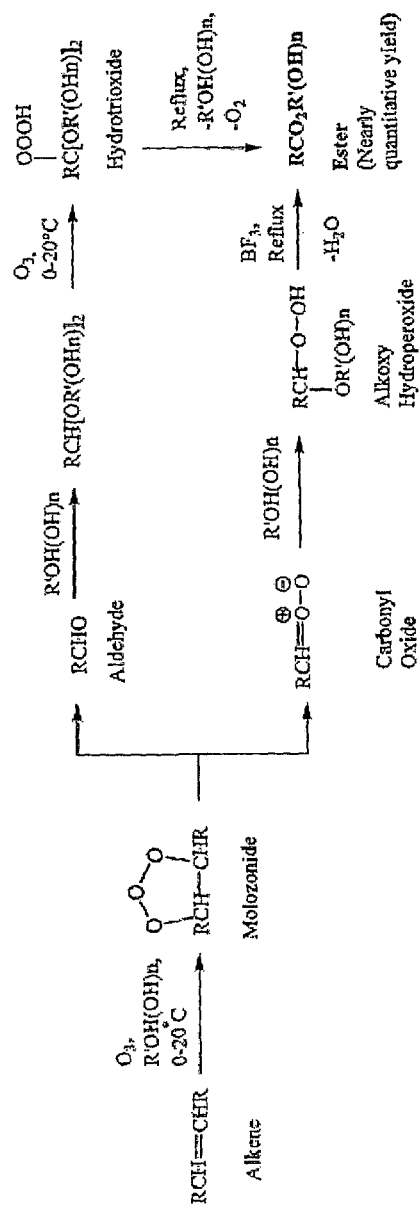 RCH=CHR
Alkene
O3,
R'OH(OH)n,
0-20°C
O
O
O
RCH—CHR
Molozonide
RCHO
Aldehyde
R'OH(OH)n
RCH[OR'(OHn)]2
O3,
0-20°C
OOOH
RC[OR'(OHn)]2
Hydrotrioxide
Reflux,
-R'OH(OH)n,
-O2
RCH=O—O
⊕ ⊖
Carbonyl
Oxide
R'OH(OH)n
RCH—O—OH
OR'(OH)n
Alkoxy
Hydroperoxide
BF3,
Reflux
-H2O
RCO2R'(OH)n
Ester
(Nearly
quantitative yield)